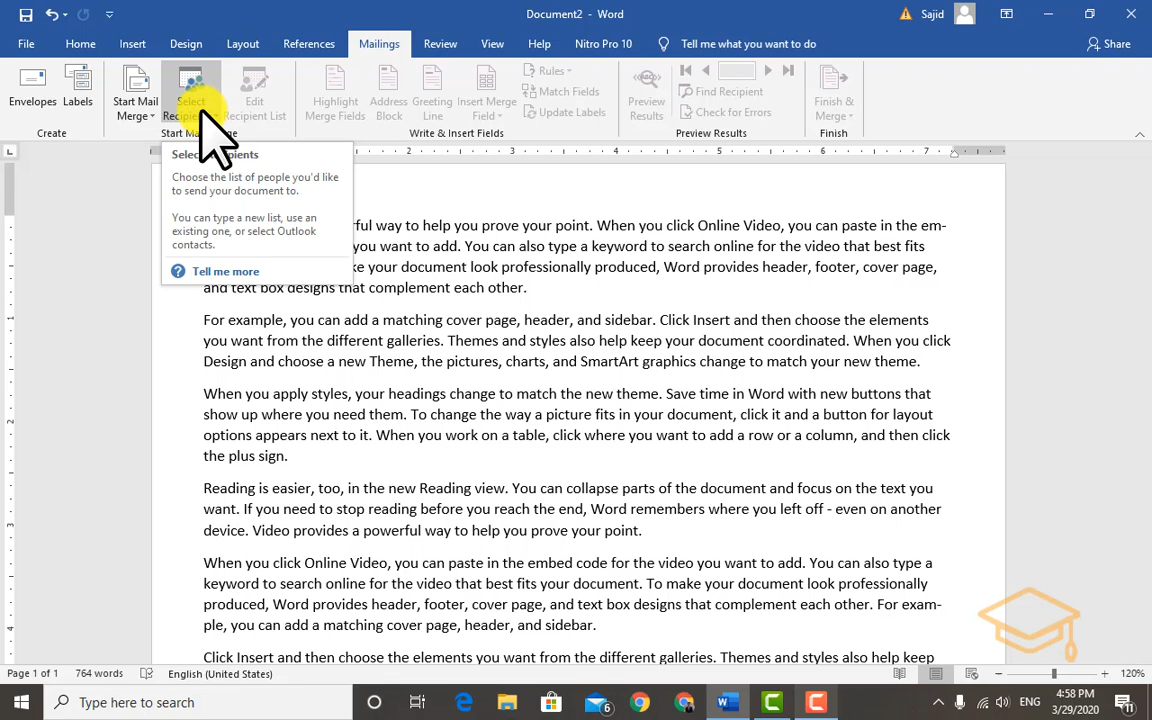 Document2 - Word
Sajid
File Home Insert Design Layout References Mailings Review View Help Nitro Pro 10 Tell me what you want to do Share
Envelopes Labels
Start Mail Merge Select Edit Recipient List
Highlight Merge Fields Address Block Greeting Line Insert Merge Field
Rules
Match Fields
Update Labels
Preview Results
Find Recipient
Check for Errors
Finish & Merge
Create Write & Insert Fields Preview Results Finish
2 3 4 5 6 7
Choose the list of people you'd like
to send your document to.
You can type a new list, use an
existing one, or select Outlook
contacts.
Tell me more
way to help you prove your point. When you click Online Video, you can paste in the em-
you want to add. You can also type a keyword to search online for the video that best fits
your document look professionally produced, Word provides header, footer, cover page,
and text box designs that complement each other.
For example, you can add a matching cover page, header, and sidebar. Click Insert and then choose the elements
you want from the different galleries. Themes and styles also help keep your document coordinated. When you click
Design and choose a new Theme, the pictures, charts, and SmartArt graphics change to match your new theme.
When you apply styles, your headings change to match the new theme. Save time in Word with new buttons that
show up where you need them. To change the way a picture fits in your document, click it and a button for layout
options appears next to it. When you work on a table, click where you want to add a row or a column, and then click
the plus sign.
Reading is easier, too, in the new Reading view. You can collapse parts of the document and focus on the text you
want. If you need to stop reading before you reach the end, Word remembers where you left off - even on another
device. Video provides a powerful way to help you prove your point.
When you click Online Video, you can paste in the embed code for the video you want to add. You can also type a
keyword to search online for the video that best fits your document. To make your document look professionally
produced, Word provides header, footer, cover page, and text box designs that complement each other. For exam-
ple, you can add a matching cover page, header, and sidebar.
Click Insert and then choose the elements you want from the different galleries. Themes and styles also help keep
Page 1 of 1 764 words English (United States) 120%
Type here to search
6
ENG
4:58 PM
3/29/2020
11